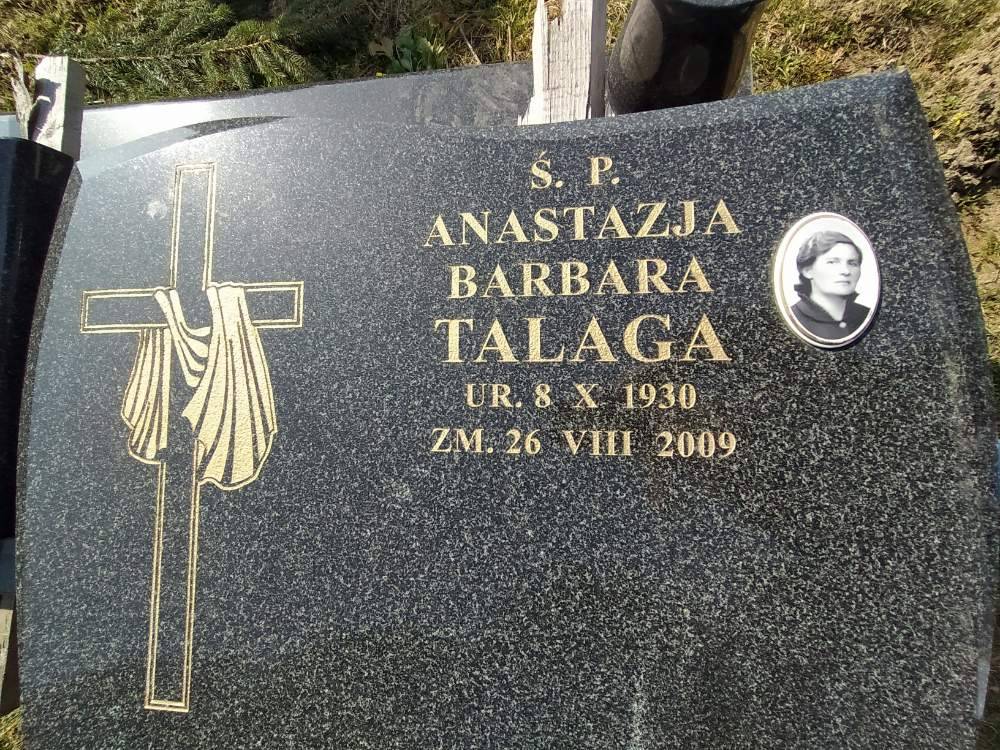 Ś. P.
ANASTAZJA
BARBARA
TALAGA
UR. 8 X 1930
ZM. 26 VIII 2009